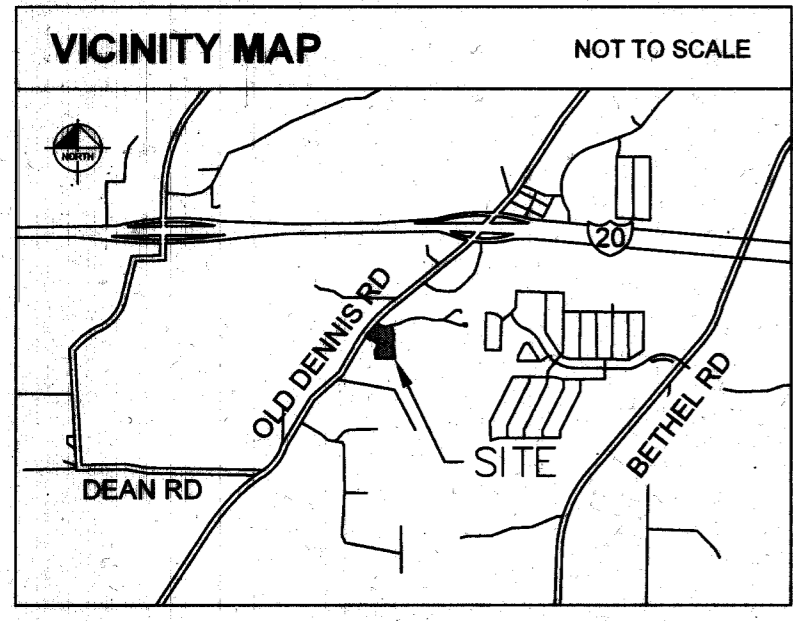 VICINITY MAP
NOT TO SCALE
NORTH
20
OLD DENNIS RD
SITE
BETHEL RD
DEAN RD